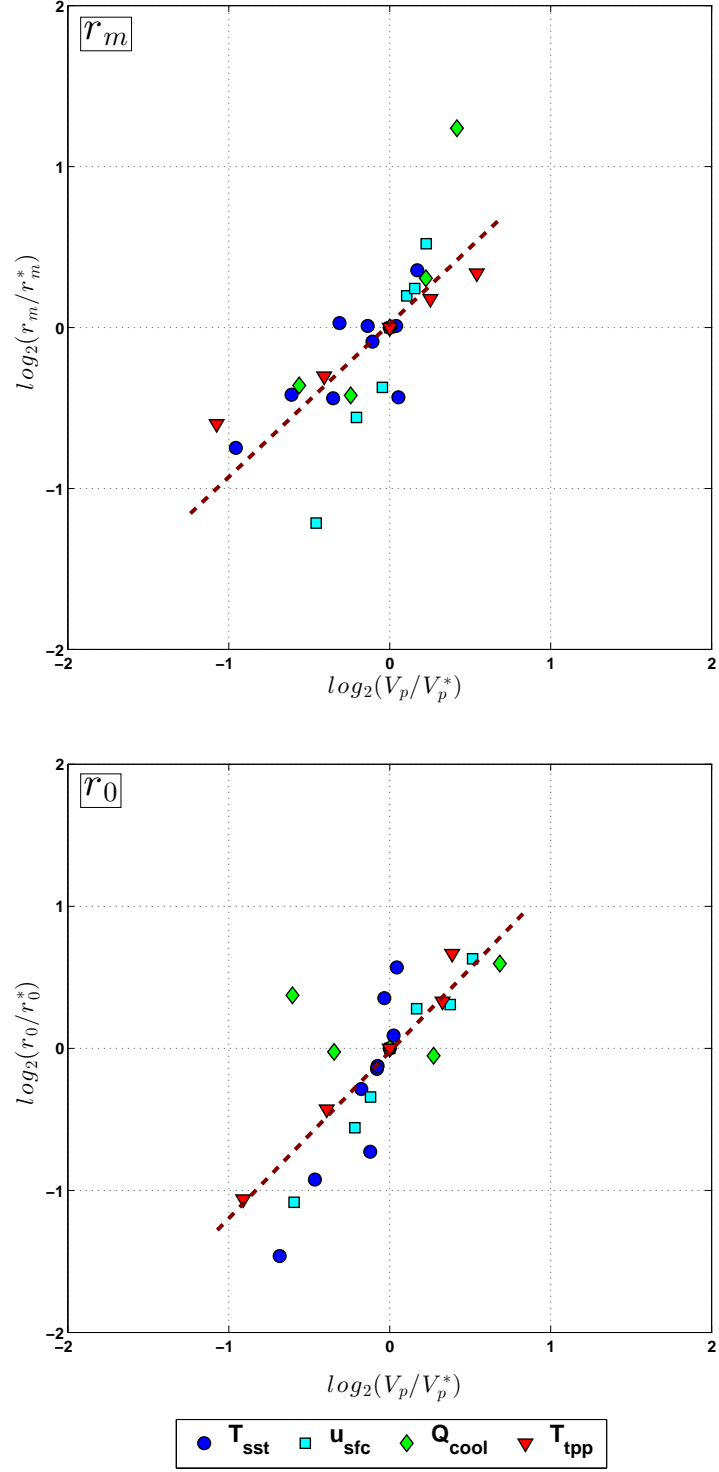 2
r_m
1
log_2(r_m/r_m^*)
0
−1
−2
−2 −1 0 1 2
log_2(V_p/V_p^*)
2
r_0
1
log_2(r_0/r_0^*)
0
−1
−2
−2 −1 0 1 2
log_2(V_p/V_p^*)
T_sst u_sfc Q_cool T_tpp